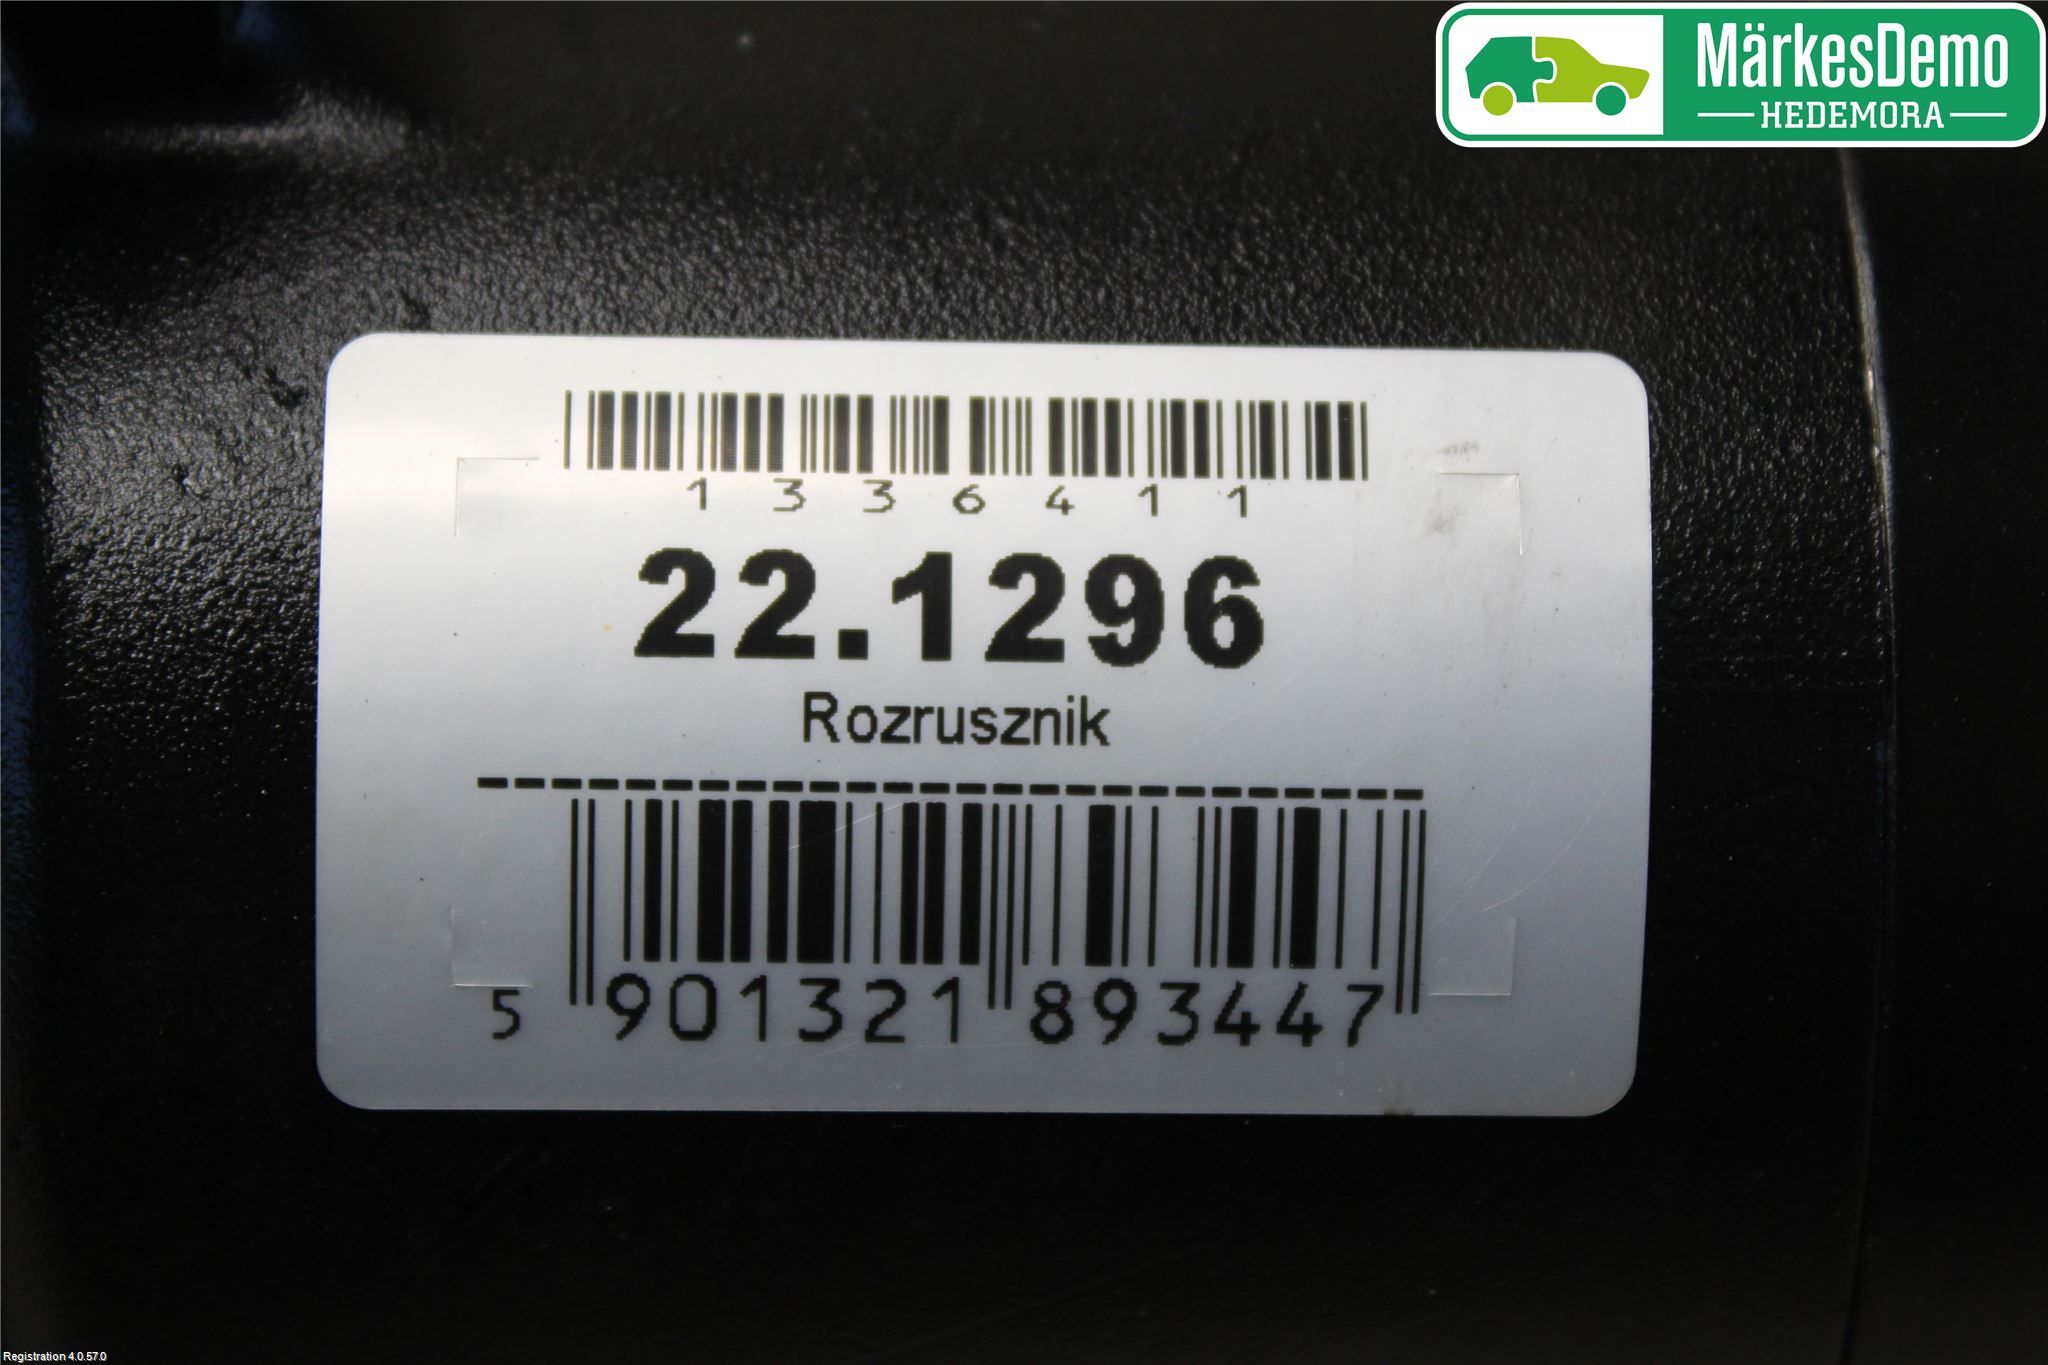 MärkesDemo
HEDEMORA
1336411
22.1296
Rozrusznik
5 901321 893447
Registration 4.0.57.0